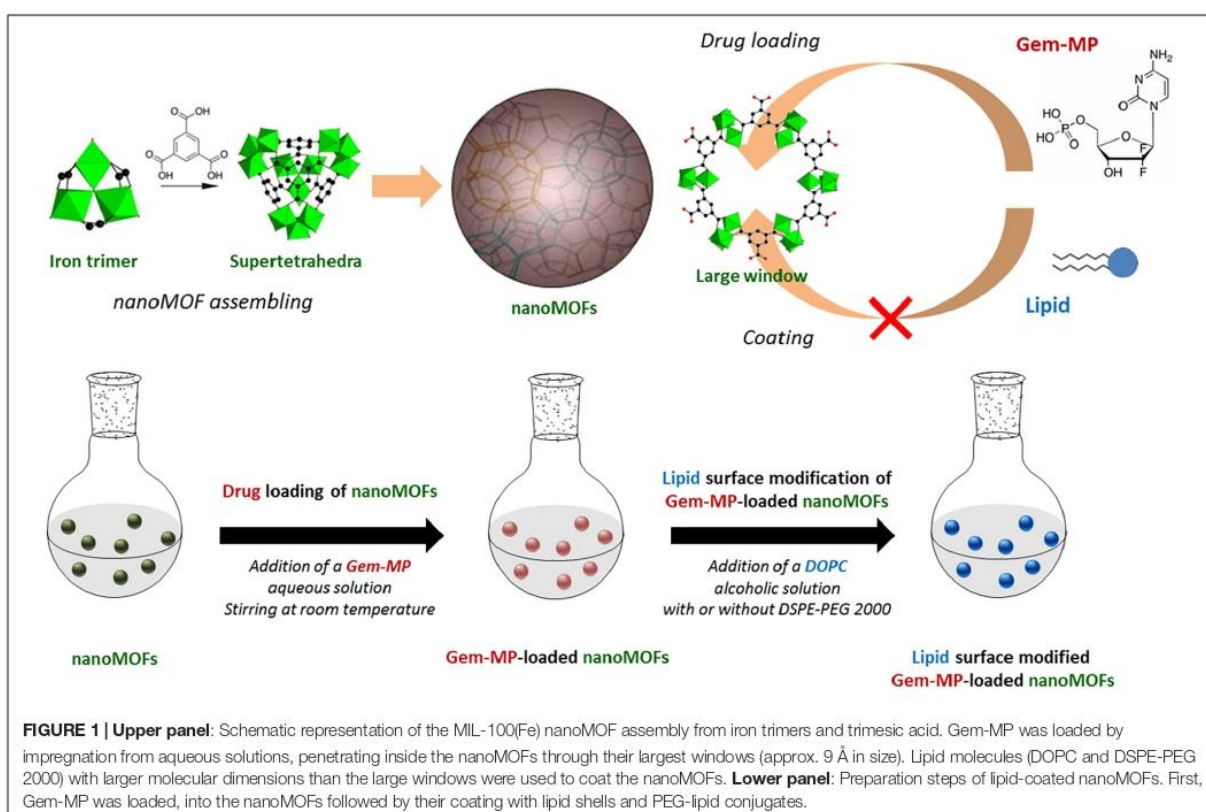 Drug loading
Gem-MP
NH₂
N
O
N
O
HO-P-O
HO
O
F
OH
F
O
OH
HO
O
O
OH
Iron trimer
Supertetrahedra
nanoMOF assembling
nanoMOFs
Large window
Lipid
Coating
Drug loading of nanoMOFs
Addition of a Gem-MP
aqueous solution
Stirring at room temperature
Lipid surface modification of
Gem-MP-loaded nanoMOFs
Addition of a DOPC
alcoholic solution
with or without DSPE-PEG 2000
nanoMOFs
Gem-MP-loaded nanoMOFs
Lipid surface modified
Gem-MP-loaded nanoMOFs
FIGURE 1 | Upper panel: Schematic representation of the MIL-100(Fe) nanoMOF assembly from iron trimers and trimesic acid. Gem-MP was loaded by
impregnation from aqueous solutions, penetrating inside the nanoMOFs through their largest windows (approx. 9 Å in size). Lipid molecules (DOPC and DSPE-PEG
2000) with larger molecular dimensions than the large windows were used to coat the nanoMOFs. Lower panel: Preparation steps of lipid-coated nanoMOFs. First,
Gem-MP was loaded, into the nanoMOFs followed by their coating with lipid shells and PEG-lipid conjugates.